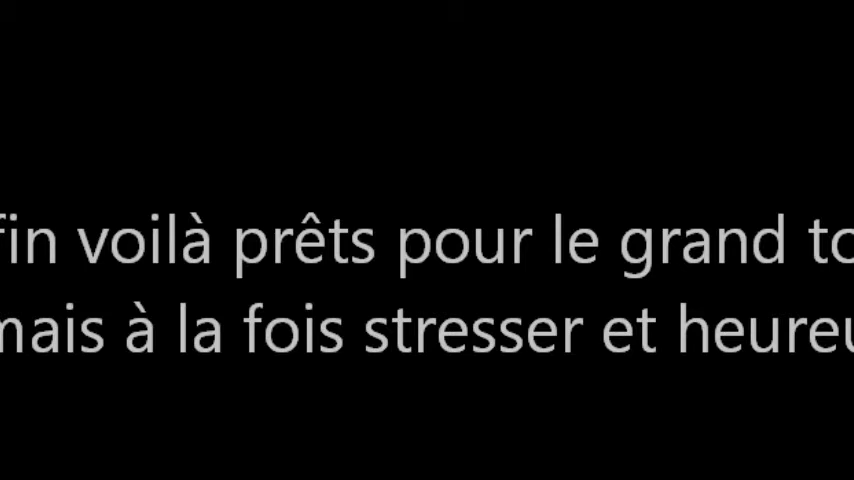 fin voilà prêts pour le grand to
mais à la fois stresser et heureu